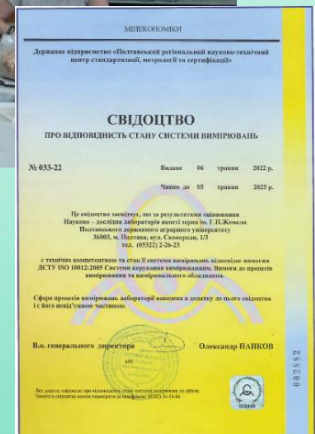 МІНЕКОНОМІКИ
Державне підприємство «Полтавський регіональний науково-технічний
центр стандартизації, метрології та сертифікації»
СВІДОЦТВО
ПРО ВІДПОВІДНІСТЬ СТАНУ СИСТЕМИ ВИМІРЮВАНЬ
№ 033-22 Видане 06 травня 2022 р.
Чинне до 05 травня 2025 р.
Це свідоцтво засвідчує, що за результатами оцінювання
Науково – дослідна лабораторія якості зерна ім. Г.П.Жемели
Полтавського державного аграрного університету
36003, м. Полтава, вул. Сковороди, 1/3
тел. (05322) 2-26-23
є технічно компетентною та стан її системи вимірювань відповідає вимогам
ДСТУ ISO 10012:2005 Системи керування вимірюванням. Вимоги до процесів
вимірювання та вимірювального обладнання.
Сфера процесів вимірювань лабораторії наведена в додатку до цього свідоцтва
і є його невід'ємною частиною.
В.о. генерального директора Олександр ПАНКОВ
МП
002882